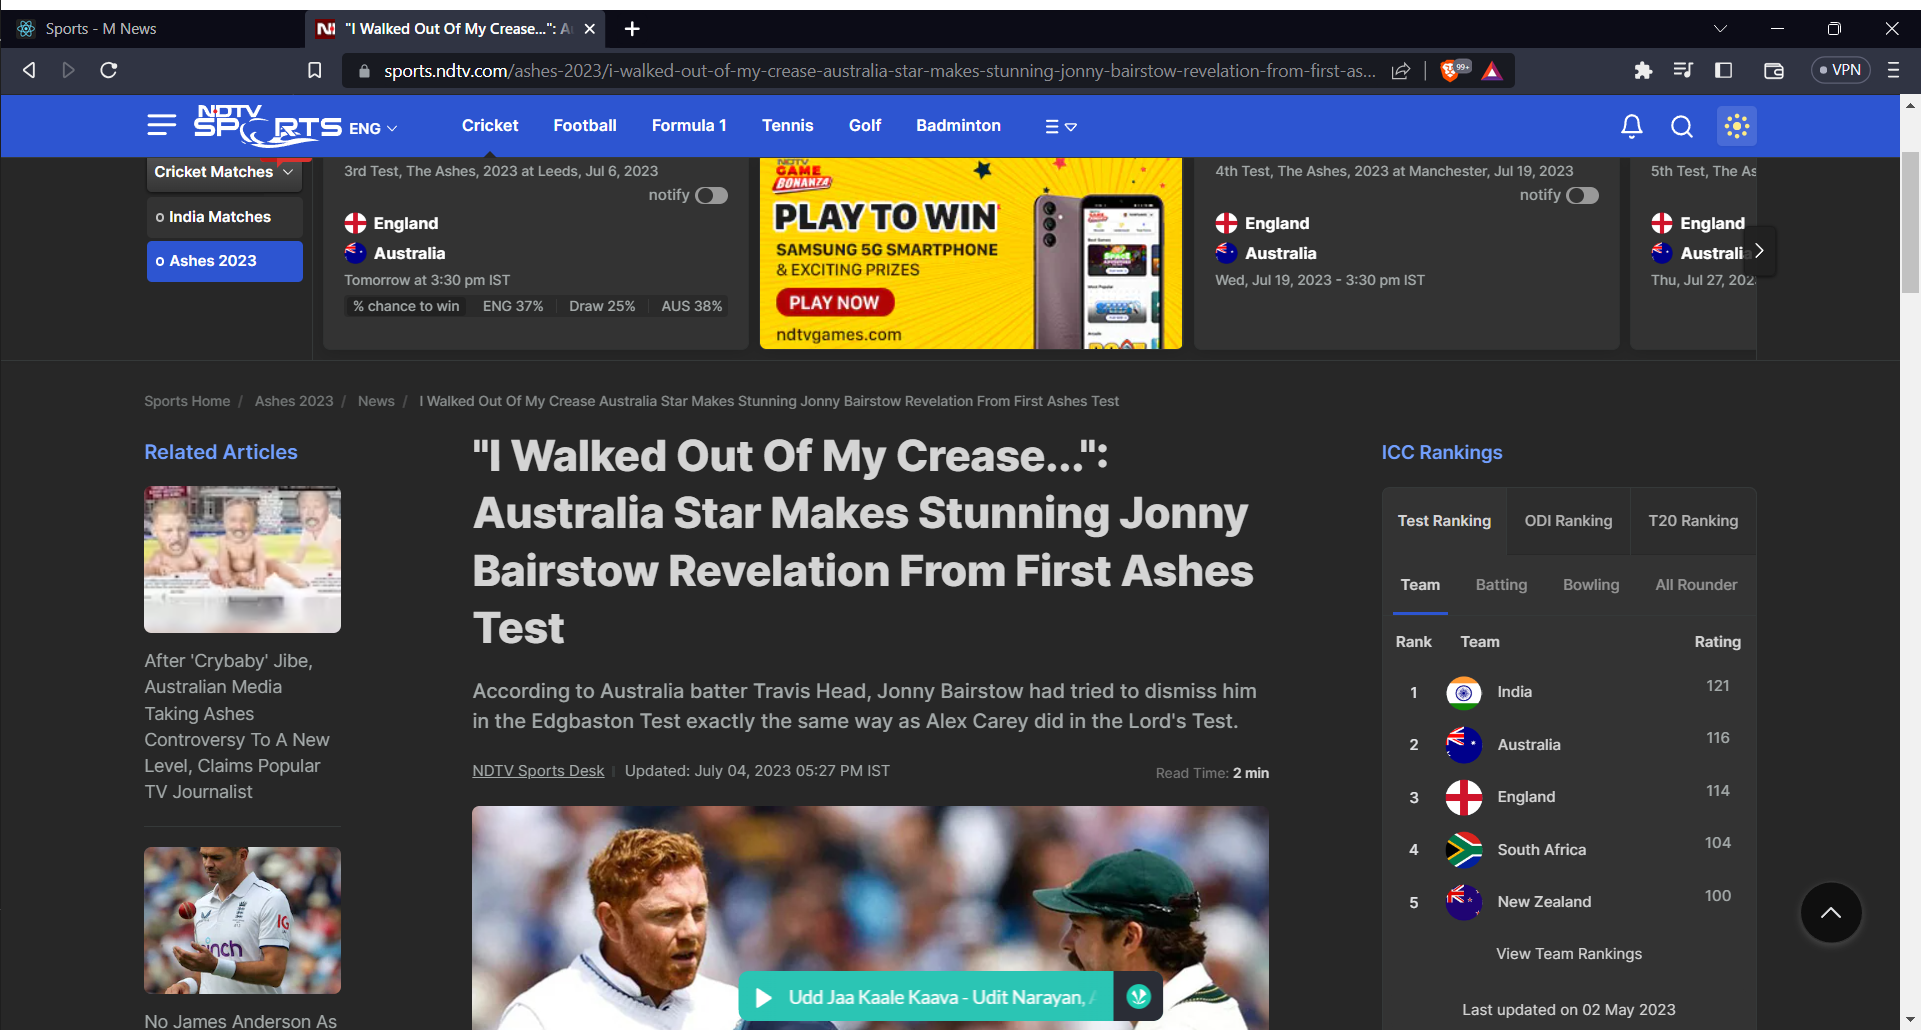 Sports - M News
"I Walked Out Of My Crease...": A
sports.ndtv.com/ashes-2023/i-walked-out-of-my-crease-australia-star-makes-stunning-jonny-bairstow-revelation-from-first-as...
99+
VPN
NDTV
SPORTS
ENG
Cricket
Football
Formula 1
Tennis
Golf
Badminton
Cricket Matches
India Matches
Ashes 2023
3rd Test, The Ashes, 2023 at Leeds, Jul 6, 2023
notify
England
Australia
Tomorrow at 3:30 pm IST
% chance to win ENG 37% Draw 25% AUS 38%
NDTV
GAME
BONANZA
PLAY TO WIN
SAMSUNG 5G SMARTPHONE
& EXCITING PRIZES
PLAY NOW
ndtvgames.com
4th Test, The Ashes, 2023 at Manchester, Jul 19, 2023
notify
England
Australia
Wed, Jul 19, 2023 - 3:30 pm IST
5th Test, The As
England
Australia
Thu, Jul 27, 202
Sports Home / Ashes 2023 / News / I Walked Out Of My Crease Australia Star Makes Stunning Jonny Bairstow Revelation From First Ashes Test
Related Articles
After 'Crybaby' Jibe,
Australian Media
Taking Ashes
Controversy To A New
Level, Claims Popular
TV Journalist
IG
cinch
No James Anderson As
"I Walked Out Of My Crease...":
Australia Star Makes Stunning Jonny
Bairstow Revelation From First Ashes
Test
According to Australia batter Travis Head, Jonny Bairstow had tried to dismiss him
in the Edgbaston Test exactly the same way as Alex Carey did in the Lord's Test.
NDTV Sports Desk Updated: July 04, 2023 05:27 PM IST
Read Time: 2 min
Udd Jaa Kaale Kaava - Udit Narayan,
ICC Rankings
Test Ranking ODI Ranking T20 Ranking
Team Batting Bowling All Rounder
Rank Team Rating
1 India 121
2 Australia 116
3 England 114
4 South Africa 104
5 New Zealand 100
View Team Rankings
Last updated on 02 May 2023